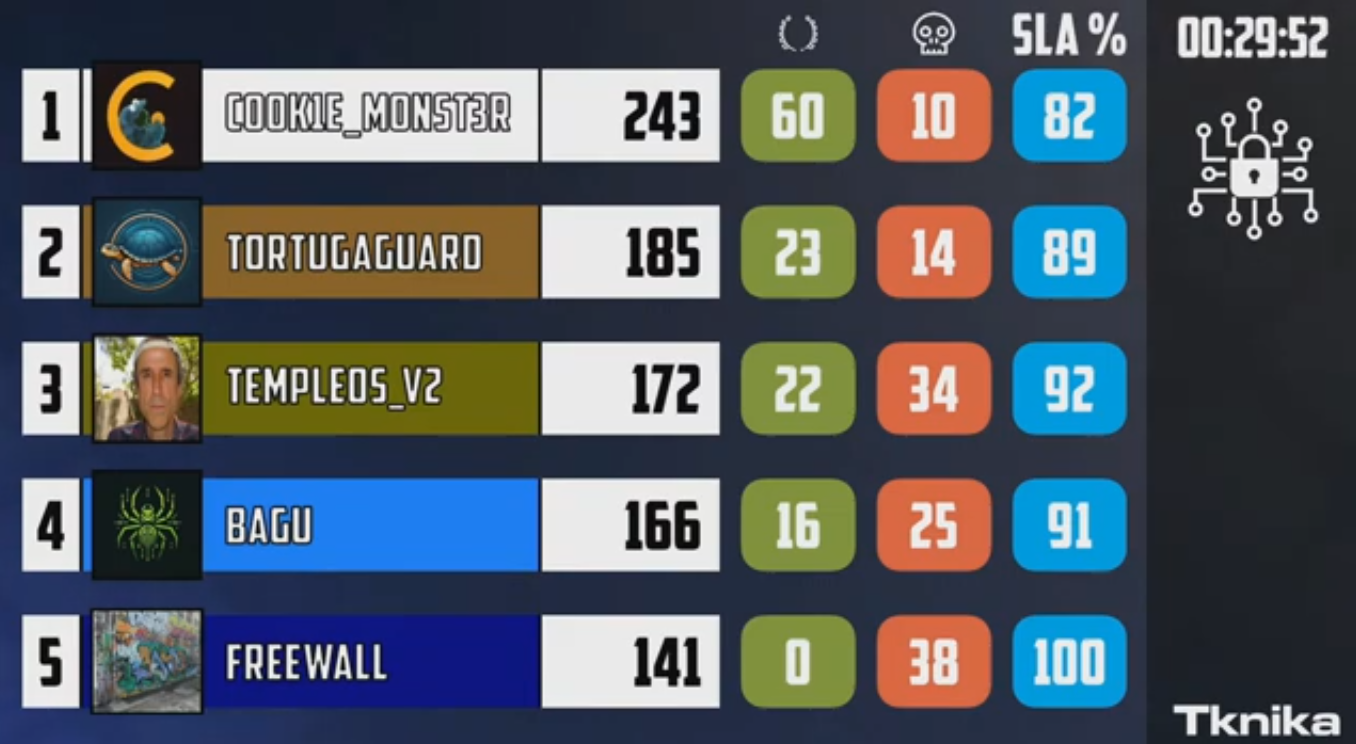 SLA % 00:29:52
1 COOK1E_MONST3R 243 60 10 82
2 TORTUGAGUARD 185 23 14 89
3 TEMPLEOS_V2 172 22 34 92
4 BAGU 166 16 25 91
5 FREEWALL 141 0 38 100
Tknika